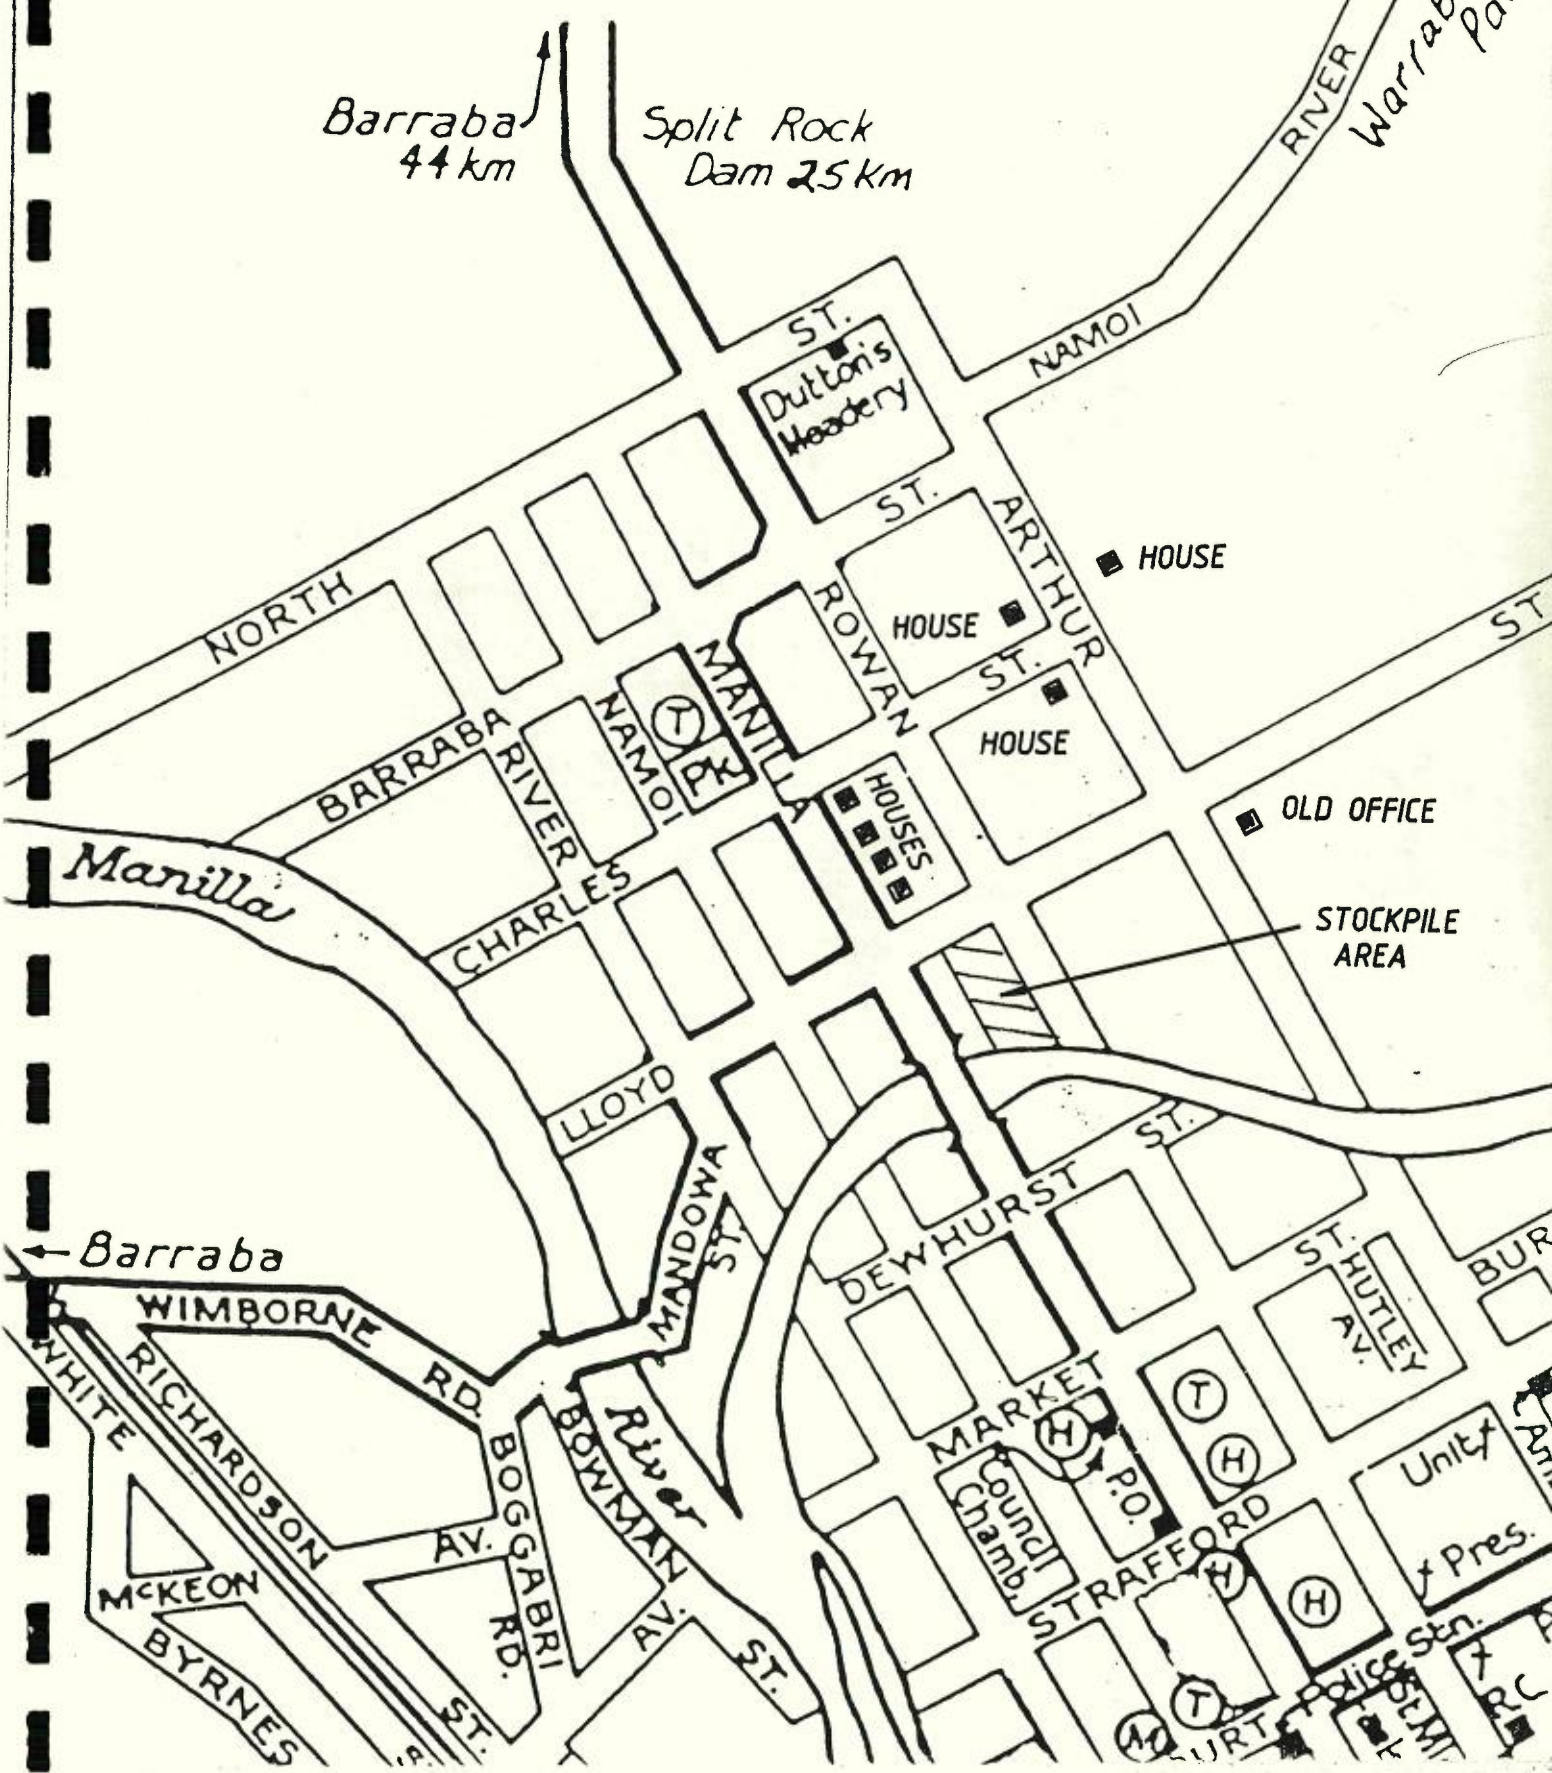 Barraba
44 km
Split Rock
Dam 25 km
RIVER
NAMOI
ST.
Dutton's
Headery
ST.
ARTHUR
HOUSE
NORTH
ROWAN
HOUSE
ST.
ST
HOUSE
MANILLA
NAMOI
T
PK
BARRABA
RIVER
HOUSES
OLD OFFICE
Manilla
CHARLES
STOCKPILE
AREA
LLOYD
ST.
MANDOWA
ST.
DEWHURST
Barraba
ST.
HUTLEY
AV.
WIMBORNE
RD.
WHITE
RICHARDSON
MARKET
H
T
H
BOWMAN
River
BOGGABRI
RD.
Council
Chamb.
P.O.
Unit
Pres.
AV.
STRAFFORD
H
H
McKEON
BYRNES
AV.
ST.
ST.
T
Police Stn.